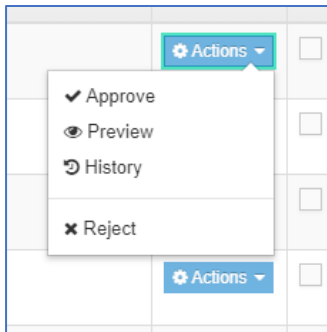 Actions
Approve
Preview
History
Reject
Actions